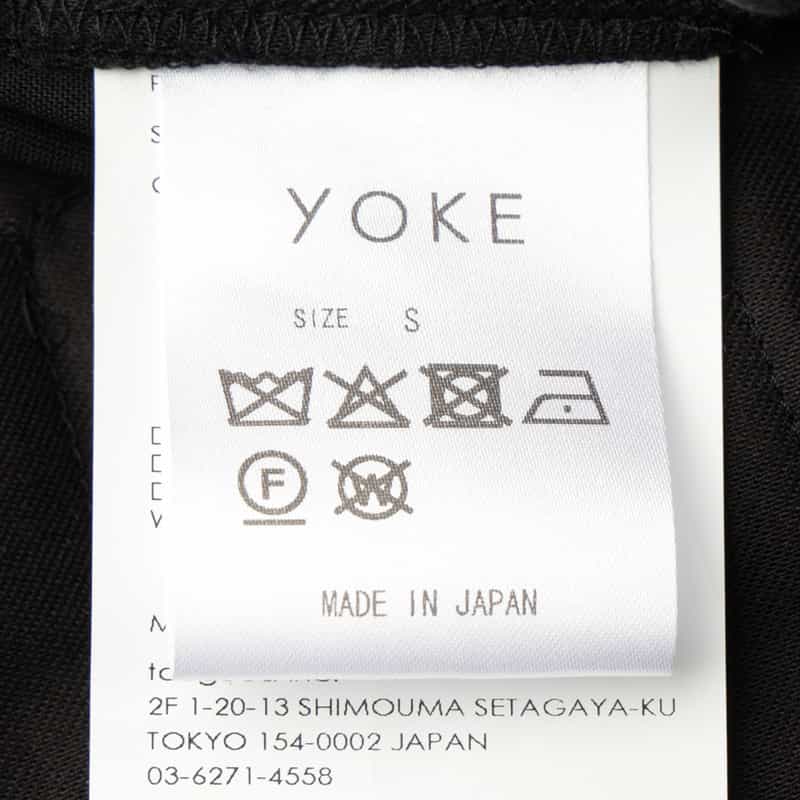 YOKE
SIZE S
F
W
MADE IN JAPAN
2F 1-20-13 SHIMOUMA SETAGAYA-KU
TOKYO 154-0002 JAPAN
03-6271-4558